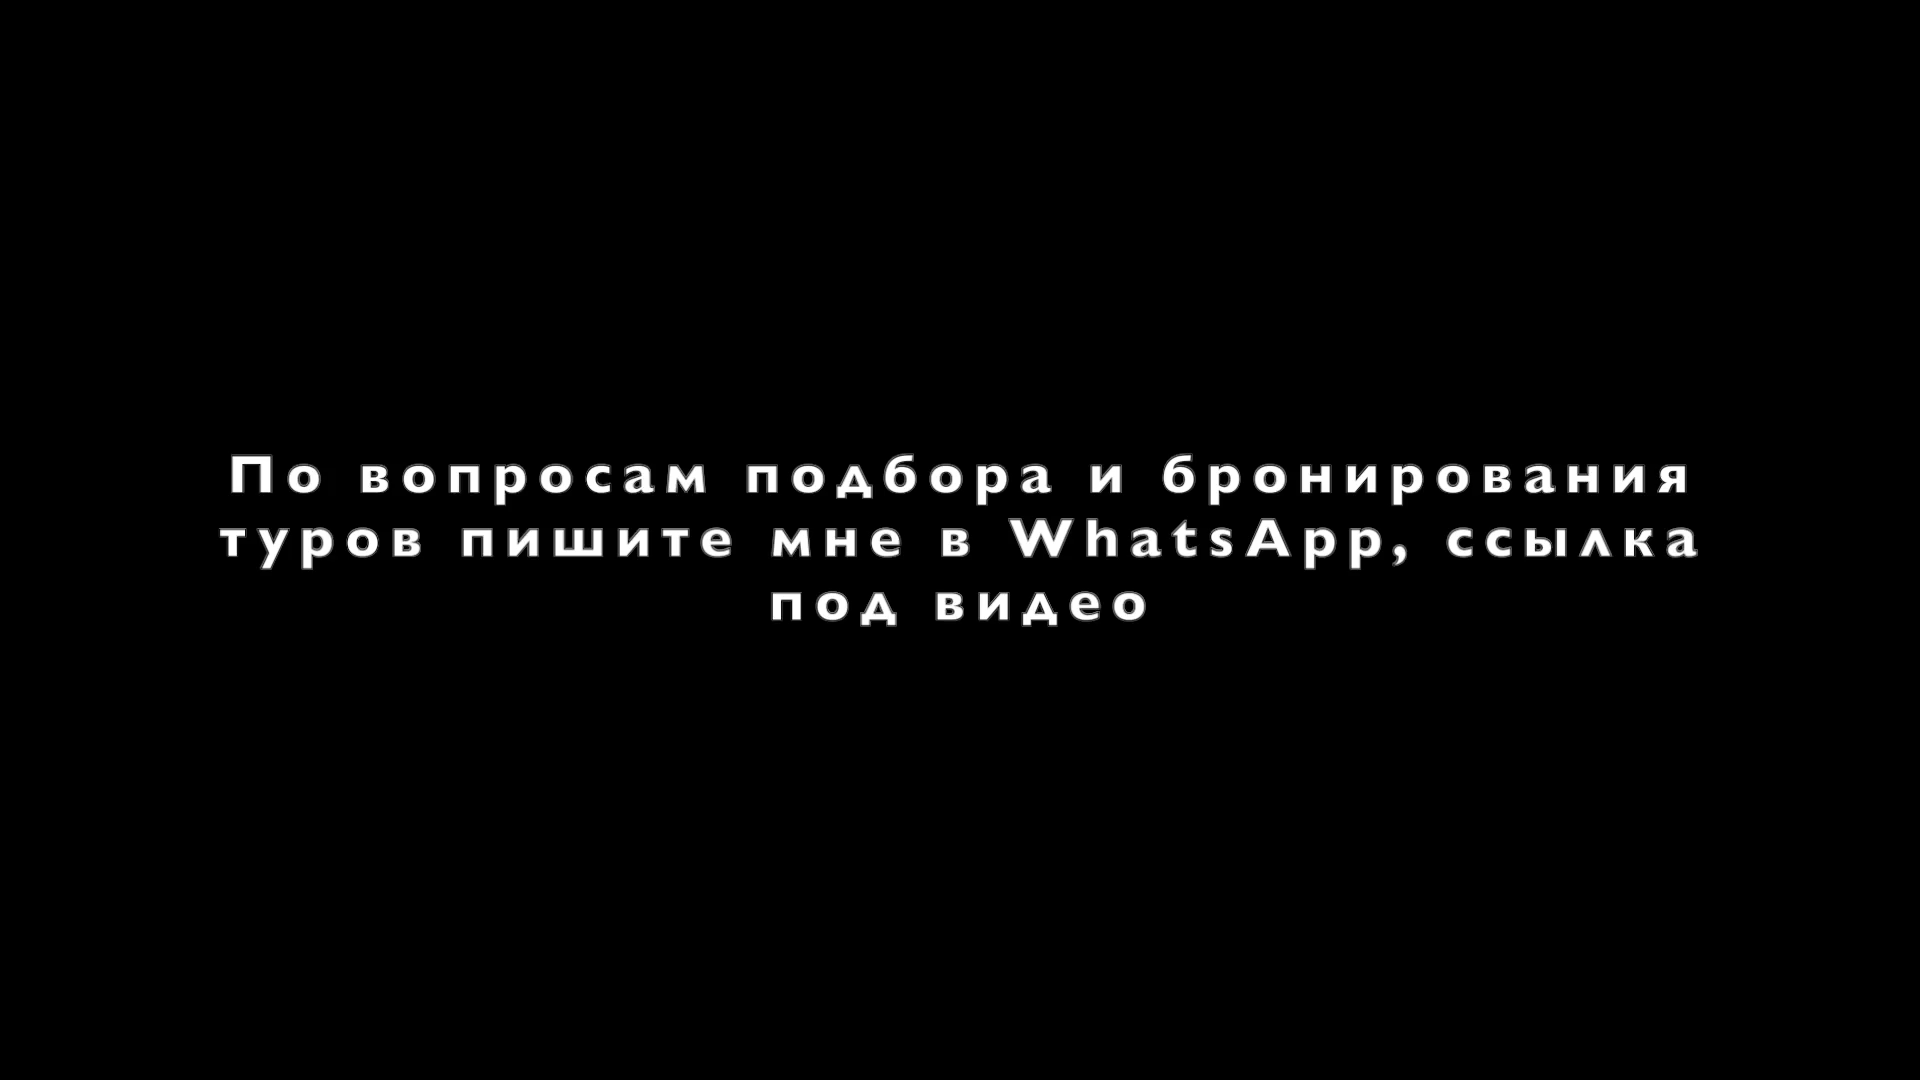 По вопросам подбора и бронирования
туров пишите мне в WhatsApp, ссылка
под видео